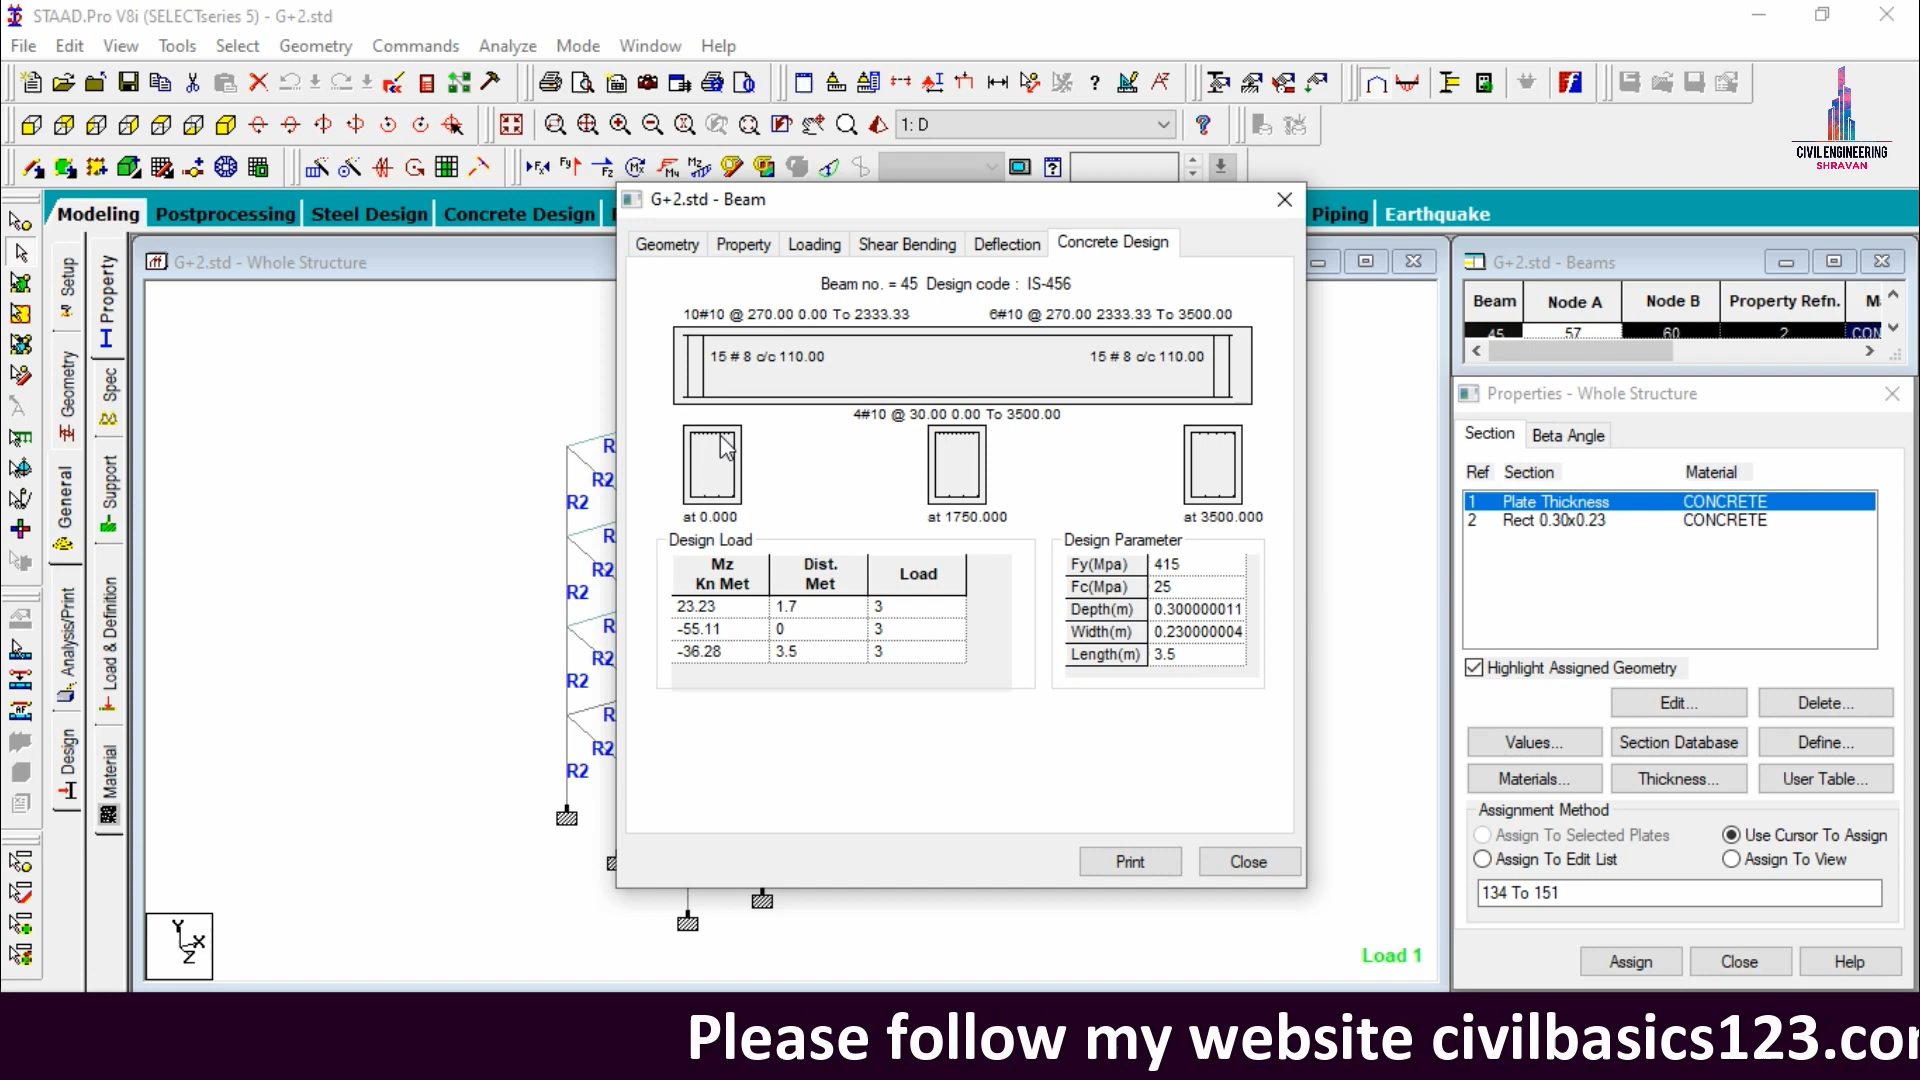 STAAD.Pro V8i (SELECTseries 5) - G+2.std
File Edit View Tools Select Geometry Commands Analyze Mode Window Help
1: D
CIVIL ENGINEERING
SHRAVAN
Modeling Postprocessing Steel Design Concrete Design Piping Earthquake
Setup
Geometry
General
Analysis/Print
Design
Property
Spec
Support
Load & Definition
Material
G+2.std - Whole Structure
R2
R2
R2
R2
R2
R2
R2
R2
Load 1
Y
X
Z
G+2.std - Beam
Geometry Property Loading Shear Bending Deflection Concrete Design
Beam no. = 45 Design code : IS-456
10#10 @ 270.00 0.00 To 2333.33 6#10 @ 270.00 2333.33 To 3500.00
15 # 8 c/c 110.00 15 # 8 c/c 110.00
4#10 @ 30.00 0.00 To 3500.00
at 0.000 at 1750.000 at 3500.000
Design Load
Mz Dist. Load
Kn Met Met
23.23 1.7 3
-55.11 0 3
-36.28 3.5 3
Design Parameter
Fy(Mpa) 415
Fc(Mpa) 25
Depth(m) 0.300000011
Width(m) 0.230000004
Length(m) 3.5
Print Close
G+2.std - Beams
Beam Node A Node B Property Refn.
45 57 60 2 CON
Properties - Whole Structure
Section Beta Angle
Ref Section Material
1 Plate Thickness CONCRETE
2 Rect 0.30x0.23 CONCRETE
Highlight Assigned Geometry
Edit... Delete...
Values... Section Database Define...
Materials... Thickness... User Table...
Assignment Method
Assign To Selected Plates Use Cursor To Assign
Assign To Edit List Assign To View
134 To 151
Assign Close Help
Please follow my website civilbasics123.co